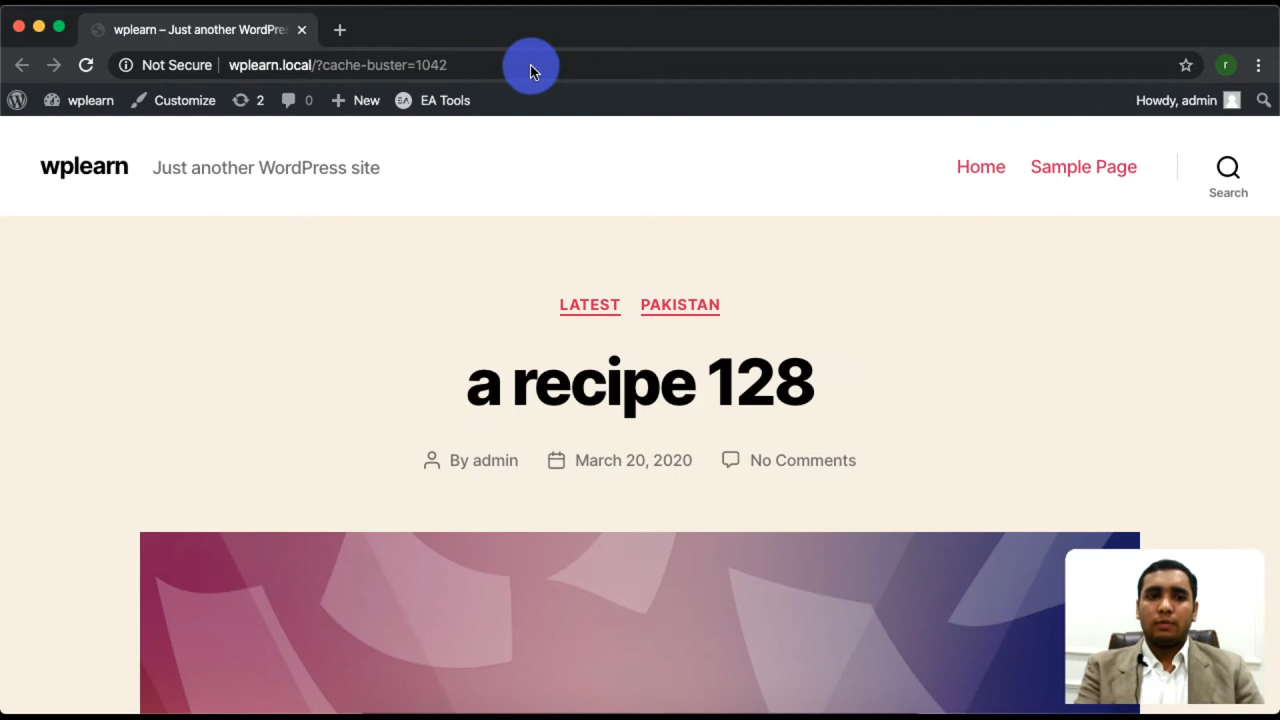 wplearn – Just another WordPre
Not Secure wplearn.local/?cache-buster=1042
wplearn Customize 2 0 New EA EA Tools Howdy, admin
wplearn Just another WordPress site Home Sample Page Search
LATEST PAKISTAN
a recipe 128
By admin March 20, 2020 No Comments